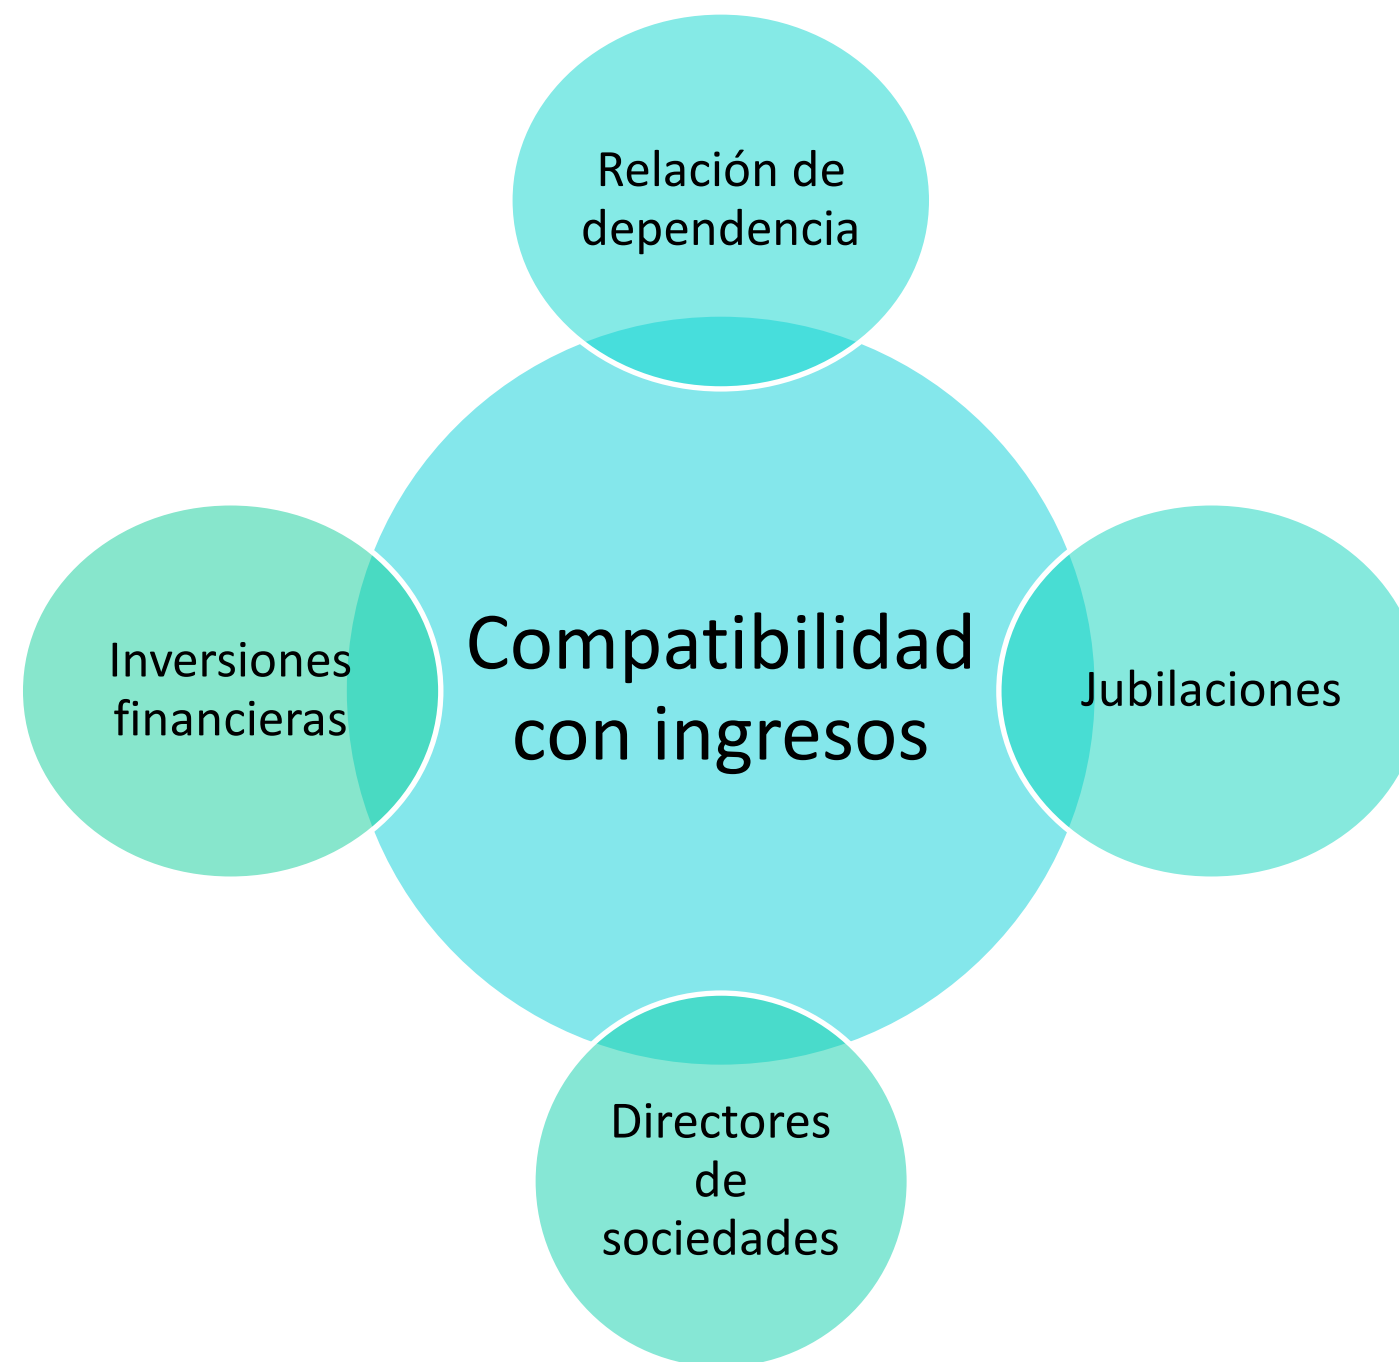 Relación de
dependencia
Inversiones
financieras
Compatibilidad
con ingresos
Jubilaciones
Directores
de
sociedades